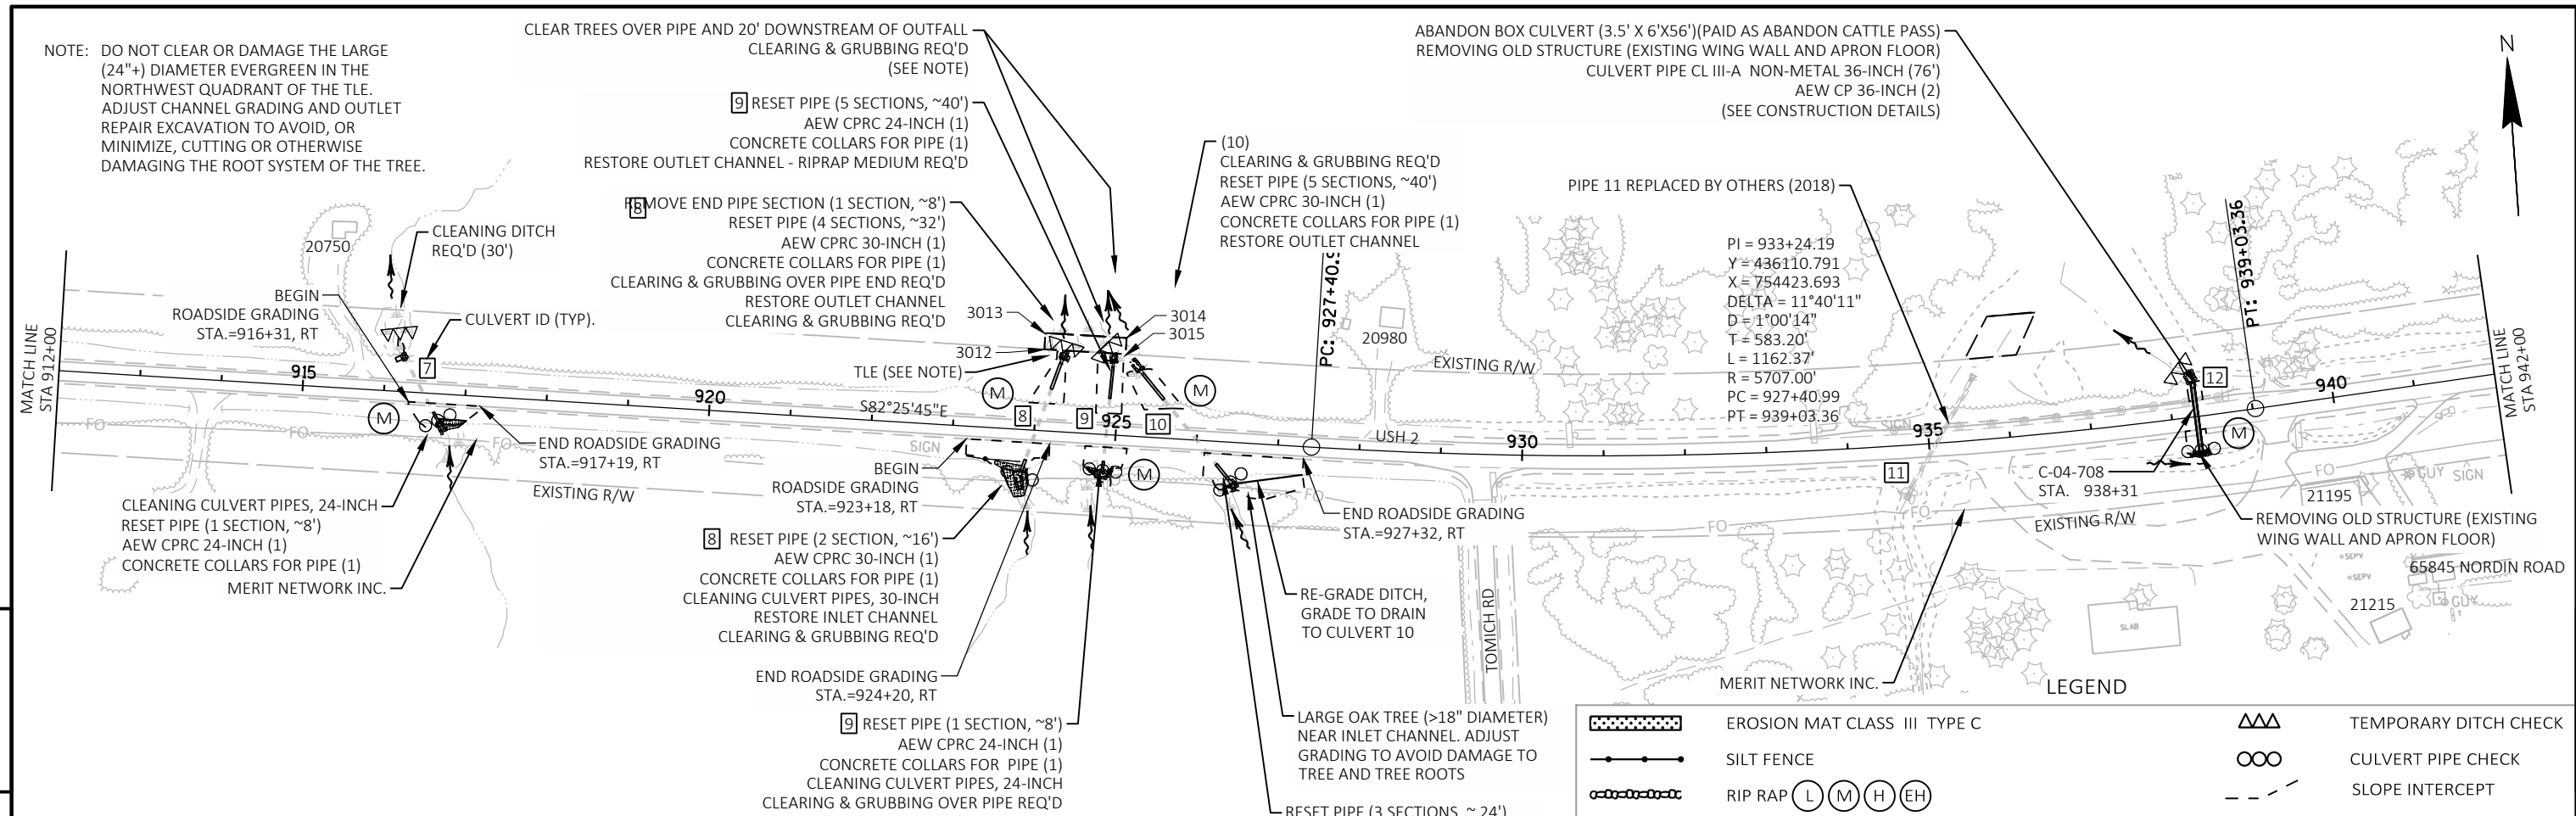 NOTE: DO NOT CLEAR OR DAMAGE THE LARGE
(24"+) DIAMETER EVERGREEN IN THE
NORTHWEST QUADRANT OF THE TLE.
ADJUST CHANNEL GRADING AND OUTLET
REPAIR EXCAVATION TO AVOID, OR
MINIMIZE, CUTTING OR OTHERWISE
DAMAGING THE ROOT SYSTEM OF THE TREE.
CLEAR TREES OVER PIPE AND 20' DOWNSTREAM OF OUTFALL
CLEARING & GRUBBING REQ'D
(SEE NOTE)
9 RESET PIPE (5 SECTIONS, ~40')
AEW CPRC 24-INCH (1)
CONCRETE COLLARS FOR PIPE (1)
RESTORE OUTLET CHANNEL - RIPRAP MEDIUM REQ'D
8 REMOVE END PIPE SECTION (1 SECTION, ~8')
RESET PIPE (4 SECTIONS, ~32')
AEW CPRC 30-INCH (1)
CONCRETE COLLARS FOR PIPE (1)
CLEARING & GRUBBING OVER PIPE END REQ'D
RESTORE OUTLET CHANNEL
CLEARING & GRUBBING REQ'D
(10)
CLEARING & GRUBBING REQ'D
RESET PIPE (5 SECTIONS, ~40')
AEW CPRC 30-INCH (1)
CONCRETE COLLARS FOR PIPE (1)
RESTORE OUTLET CHANNEL
ABANDON BOX CULVERT (3.5' X 6'X56')(PAID AS ABANDON CATTLE PASS)
REMOVING OLD STRUCTURE (EXISTING WING WALL AND APRON FLOOR)
CULVERT PIPE CL III-A NON-METAL 36-INCH (76')
AEW CP 36-INCH (2)
(SEE CONSTRUCTION DETAILS)
N
PIPE 11 REPLACED BY OTHERS (2018)
PI = 933+24.19
Y = 436110.791
X = 754423.693
DELTA = 11°40'11"
D = 1°00'14"
T = 583.20'
L = 1162.37'
R = 5707.00'
PC = 927+40.99
PT = 939+03.36
PT: 939+03.36
PC: 927+40.9
20750
CLEANING DITCH
REQ'D (30')
BEGIN
ROADSIDE GRADING
STA.=916+31, RT
CULVERT ID (TYP).
7
3013
3012
3014
3015
TLE (SEE NOTE)
20980
EXISTING R/W
MATCH LINE
STA 912+00
915
920
925
930
935
940
S82°25'45"E
USH 2
M
M
M
M
M
8
9
10
11
12
MATCH LINE
STA 942+00
FO
FO
FO
SIGN
FO
FO
FO
SIGN
FO
GUY
SIGN
END ROADSIDE GRADING
STA.=917+19, RT
EXISTING R/W
CLEANING CULVERT PIPES, 24-INCH
RESET PIPE (1 SECTION, ~8')
AEW CPRC 24-INCH (1)
CONCRETE COLLARS FOR PIPE (1)
MERIT NETWORK INC.
BEGIN
ROADSIDE GRADING
STA.=923+18, RT
8 RESET PIPE (2 SECTION, ~16')
AEW CPRC 30-INCH (1)
CONCRETE COLLARS FOR PIPE (1)
CLEANING CULVERT PIPES, 30-INCH
RESTORE INLET CHANNEL
CLEARING & GRUBBING REQ'D
END ROADSIDE GRADING
STA.=924+20, RT
9 RESET PIPE (1 SECTION, ~8')
AEW CPRC 24-INCH (1)
CONCRETE COLLARS FOR PIPE (1)
CLEANING CULVERT PIPES, 24-INCH
CLEARING & GRUBBING OVER PIPE REQ'D
END ROADSIDE GRADING
STA.=927+32, RT
RE-GRADE DITCH,
GRADE TO DRAIN
TO CULVERT 10
LARGE OAK TREE (>18" DIAMETER)
NEAR INLET CHANNEL. ADJUST
GRADING TO AVOID DAMAGE TO
TREE AND TREE ROOTS
RESET PIPE (3 SECTIONS, ~ 24')
TOMICH RD
C-04-708
STA. 938+31
EXISTING R/W
21195
REMOVING OLD STRUCTURE (EXISTING
WING WALL AND APRON FLOOR)
SEPV
SEPV
65845 NORDIN ROAD
21215
GUY
SLAB
MERIT NETWORK INC.
LEGEND
EROSION MAT CLASS III TYPE C
SILT FENCE
RIP RAP L M H EH
TEMPORARY DITCH CHECK
CULVERT PIPE CHECK
SLOPE INTERCEPT